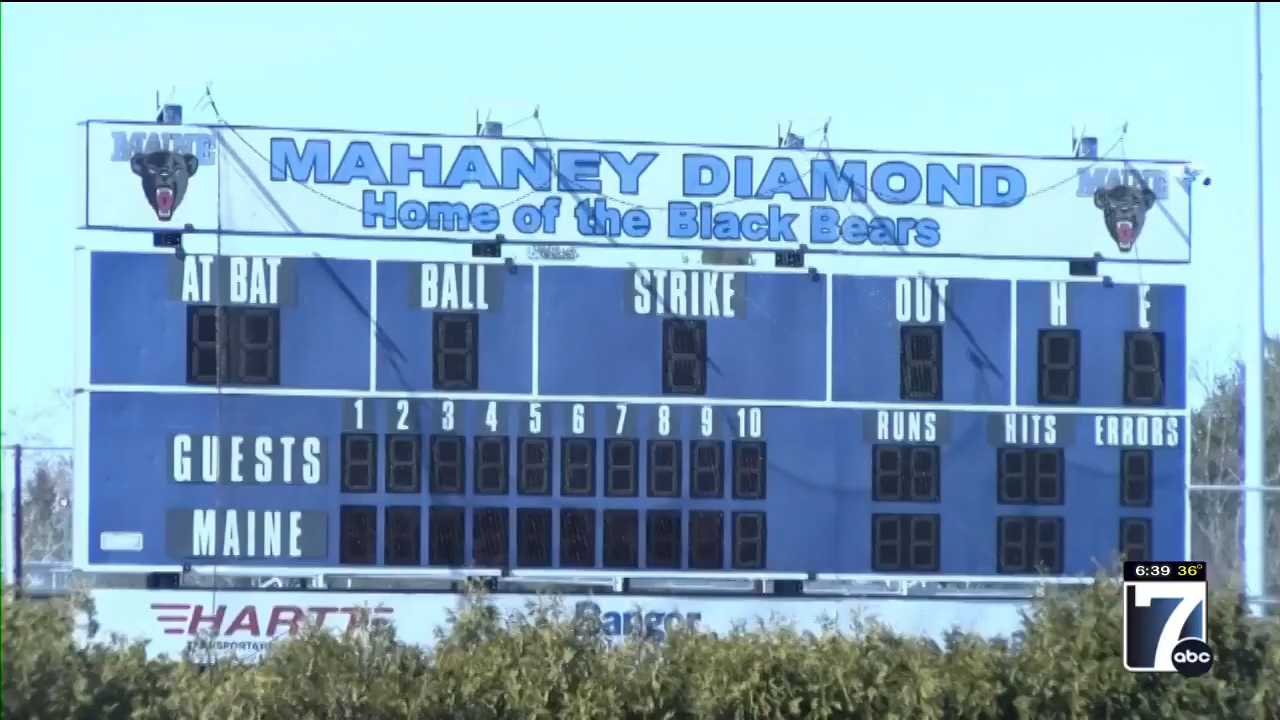 MAINE
MAINE
MAHANEY DIAMOND
Home of the Black Bears
AT BAT BALL STRIKE OUT H E
1 2 3 4 5 6 7 8 9 10 RUNS HITS ERRORS
GUESTS
MAINE
HARTT
Bangor
6:39 36°
7
abc